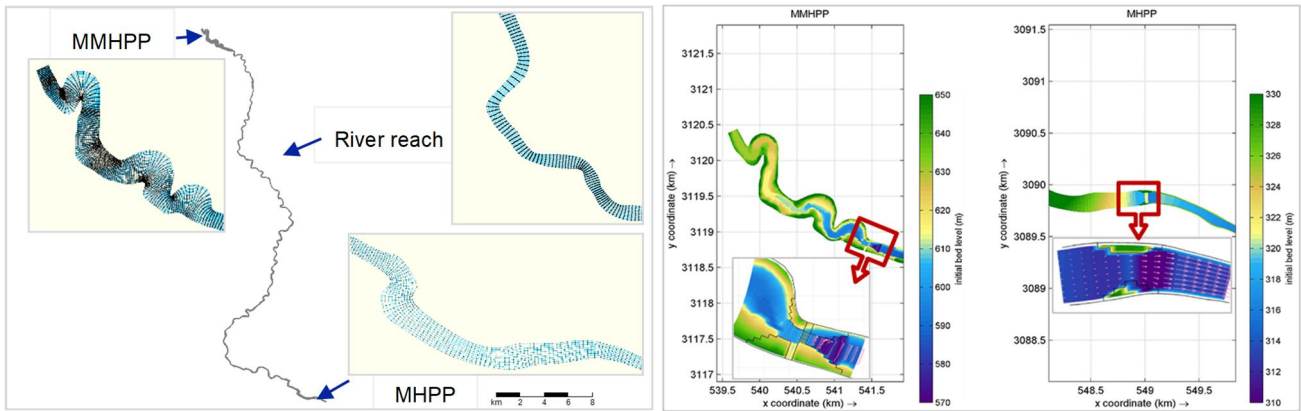 MMHPP
River reach
MHPP
km 2 4 6 8
MMHPP
3121.5
3121
3120.5
3120
3119.5
3119
3118.5
3118
3117.5
3117
y coordinate (km) →
539.5 540 540.5 541 541.5
x coordinate (km) →
650
640
630
620
610
600
590
580
570
initial bed level (m)
MHPP
3091.5
3091
3090.5
3090
3089.5
3089
3088.5
y coordinate (km) →
548.5 549 549.5
x coordinate (km) →
330
328
326
324
322
320
318
316
314
312
310
initial bed level (m)